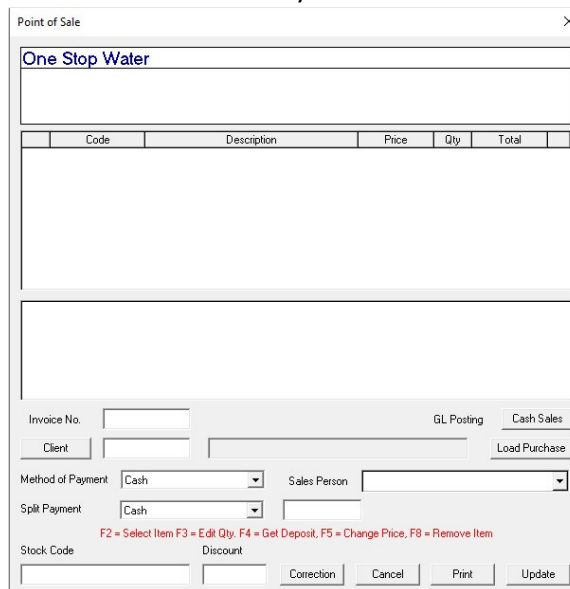 Point of Sale
One Stop Water
Code Description Price Qty Total
Invoice No. GL Posting Cash Sales
Client Load Purchase
Method of Payment Cash Sales Person
Split Payment Cash
F2 = Select Item F3 = Edit Qty. F4 = Get Deposit, F5 = Change Price, F8 = Remove Item
Stock Code Discount
Correction Cancel Print Update